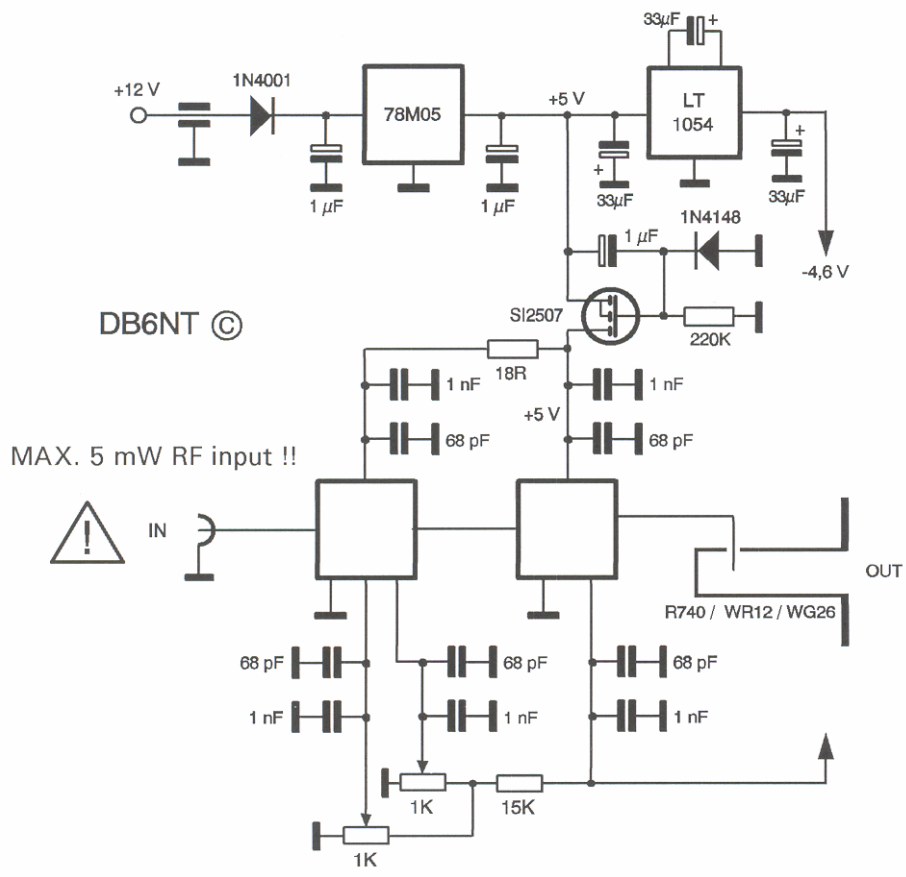 33µF +
1N4001
+12 V
78M05
+5 V
LT
1054
+
1 µF
1 µF
+
33µF
33µF
1N4148
1 µF
-4,6 V
DB6NT ©
SI2507
220K
18R
1 nF
1 nF
+5 V
68 pF
68 pF
MAX. 5 mW RF input !!
!
IN
OUT
R740 / WR12 / WG26
68 pF
68 pF
68 pF
1 nF
1 nF
1 nF
1K
15K
1K